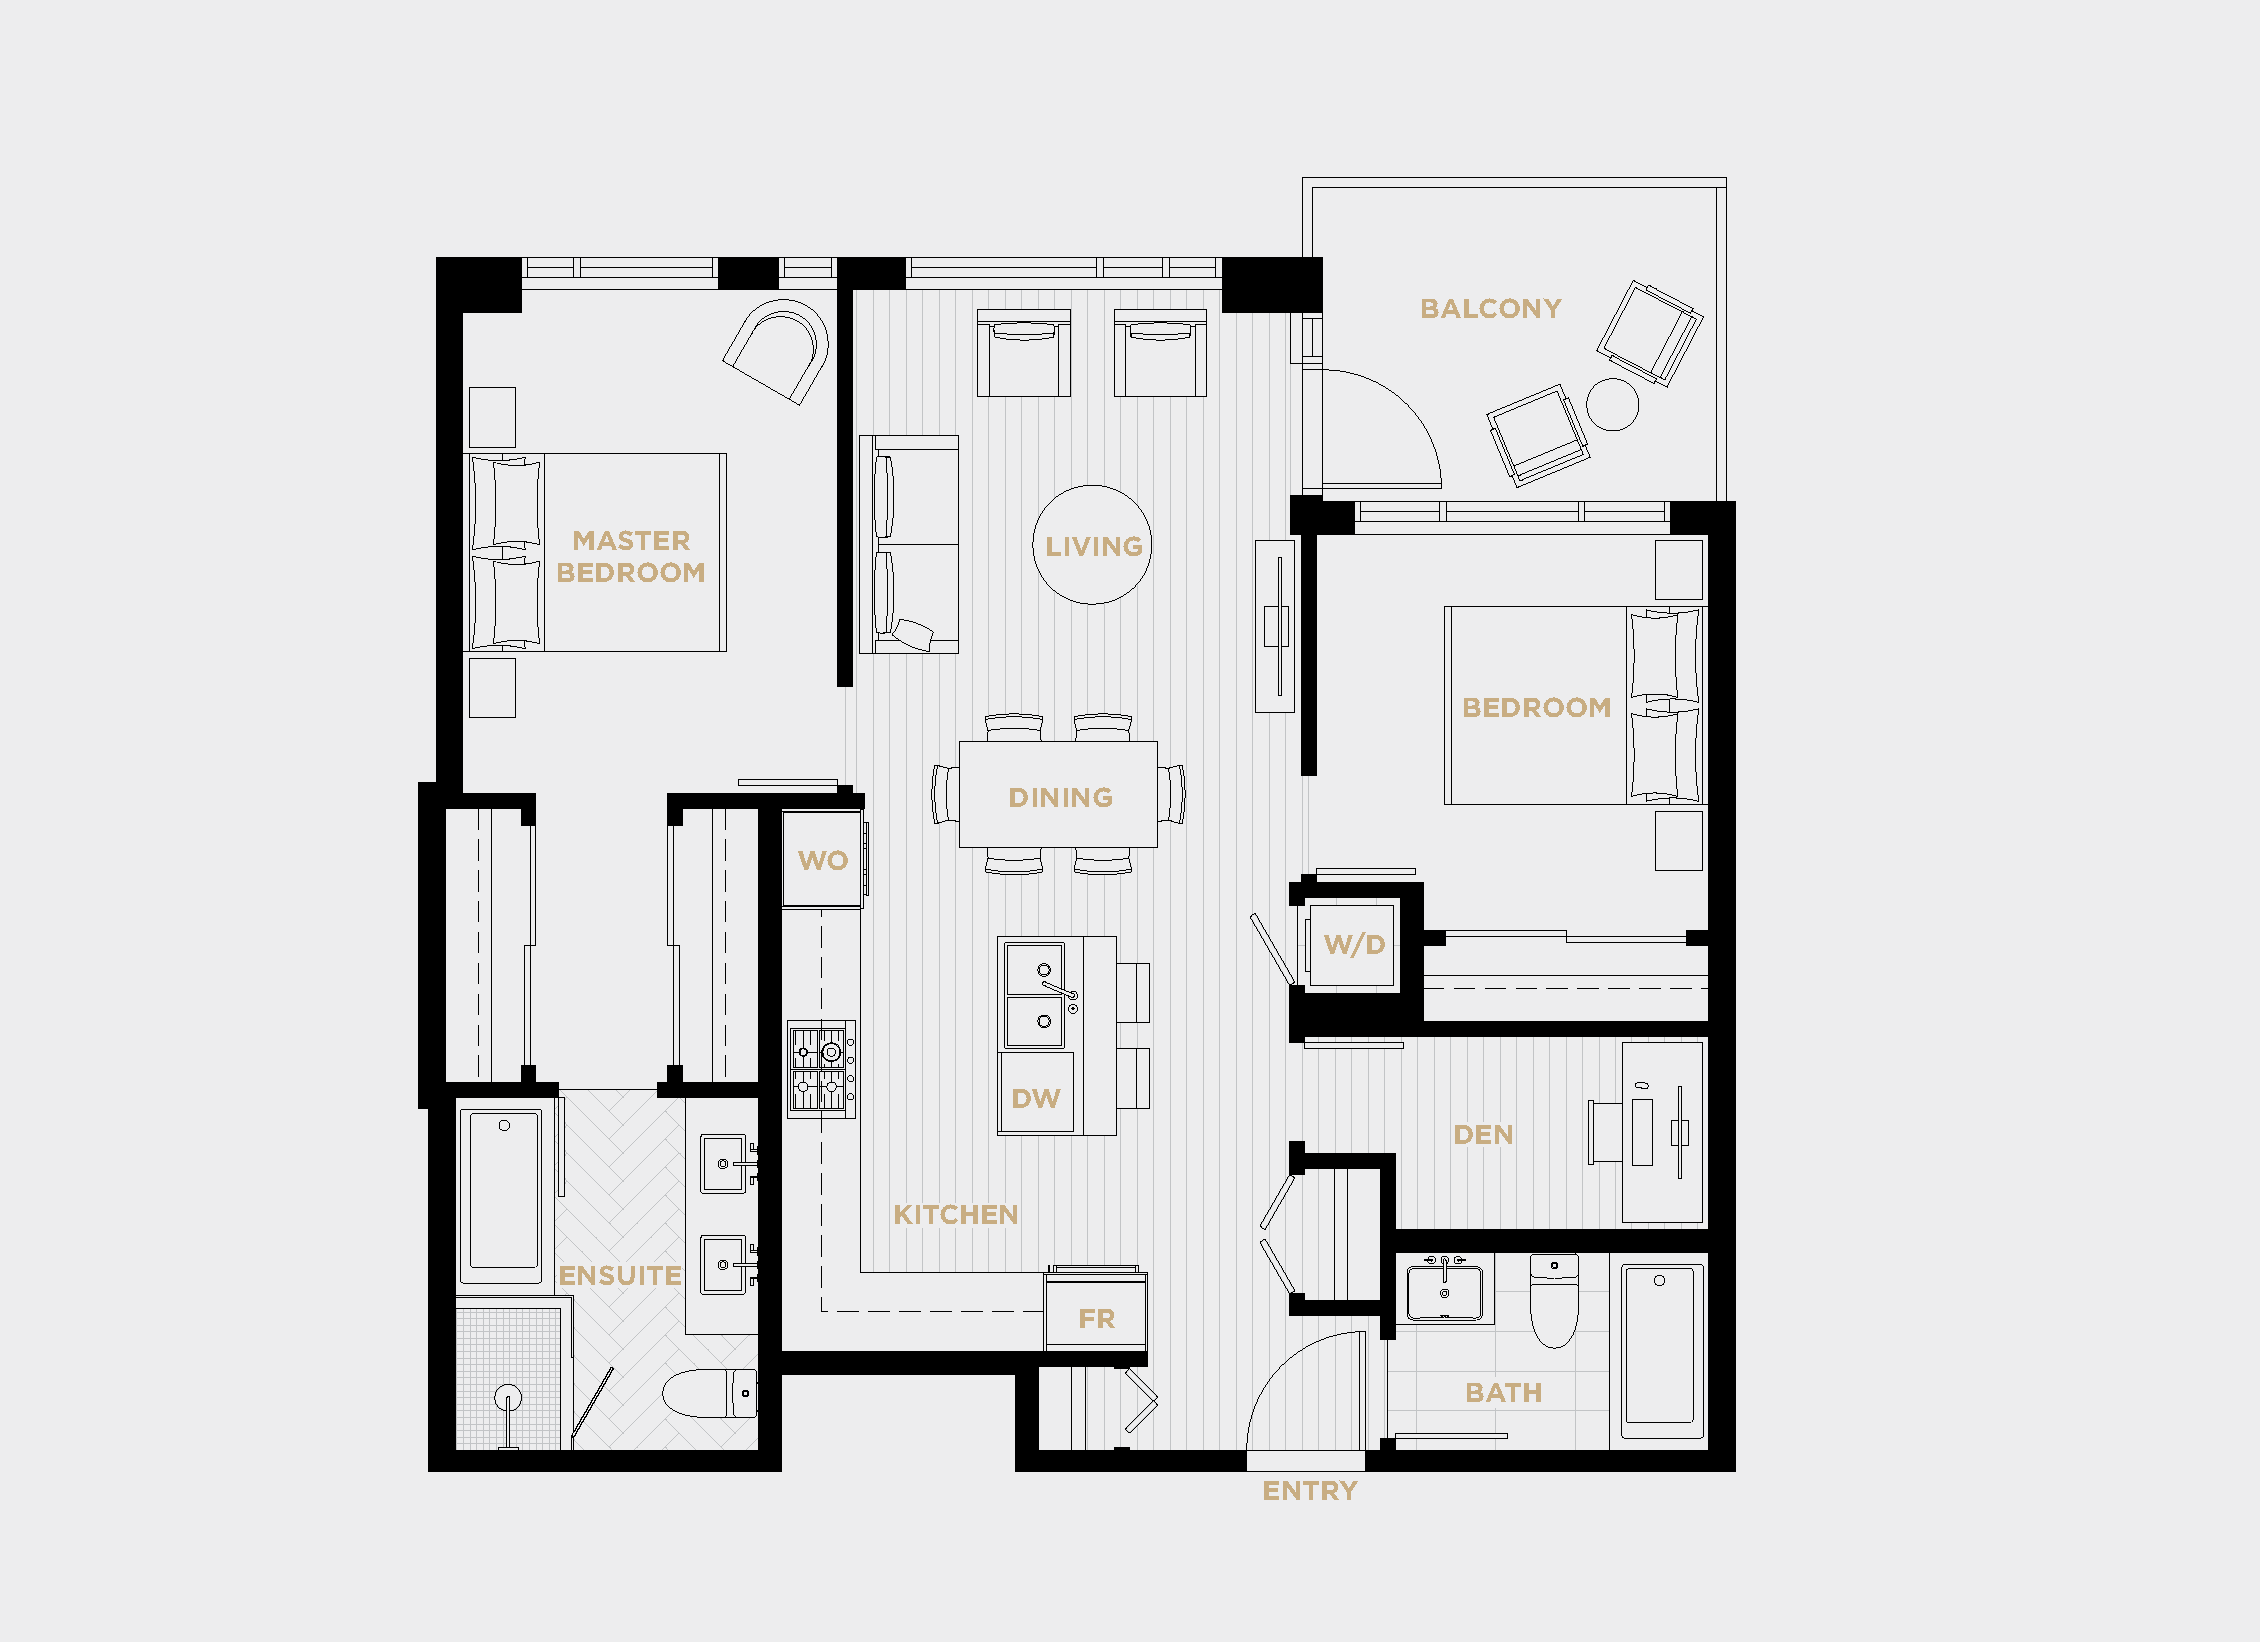 BALCONY
MASTER
BEDROOM
LIVING
BEDROOM
DINING
WO
W/D
DW
DEN
KITCHEN
ENSUITE
FR
BATH
ENTRY